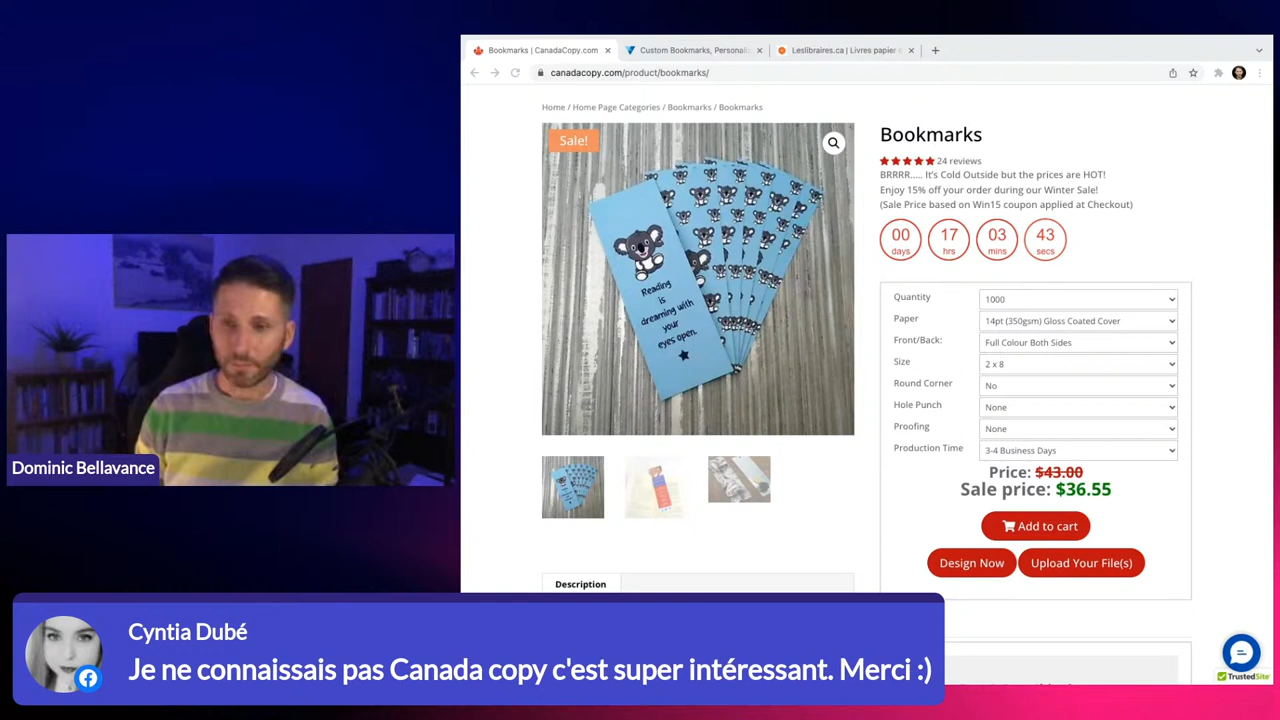 Bookmarks | CanadaCopy.com
Custom Bookmarks, Personali
Leslibraires.ca | Livres papier
canadacopy.com/product/bookmarks/
Home / Home Page Categories / Bookmarks / Bookmarks
Sale!
Reading
is
dreaming with
your
eyes open.
Bookmarks
24 reviews
BRRRR..... It's Cold Outside but the prices are HOT!
Enjoy 15% off your order during our Winter Sale!
(Sale Price based on Win15 coupon applied at Checkout)
00 17 03 43
days hrs mins secs
Quantity 1000
Paper 14pt (350gsm) Gloss Coated Cover
Front/Back: Full Colour Both Sides
Size 2 x 8
Round Corner No
Hole Punch None
Proofing None
Production Time 3-4 Business Days
Price: $43.00
Sale price: $36.55
Add to cart
Design Now Upload Your File(s)
Description
Dominic Bellavance
Cyntia Dubé
Je ne connaissais pas Canada copy c'est super intéressant. Merci :)
TrustedSite